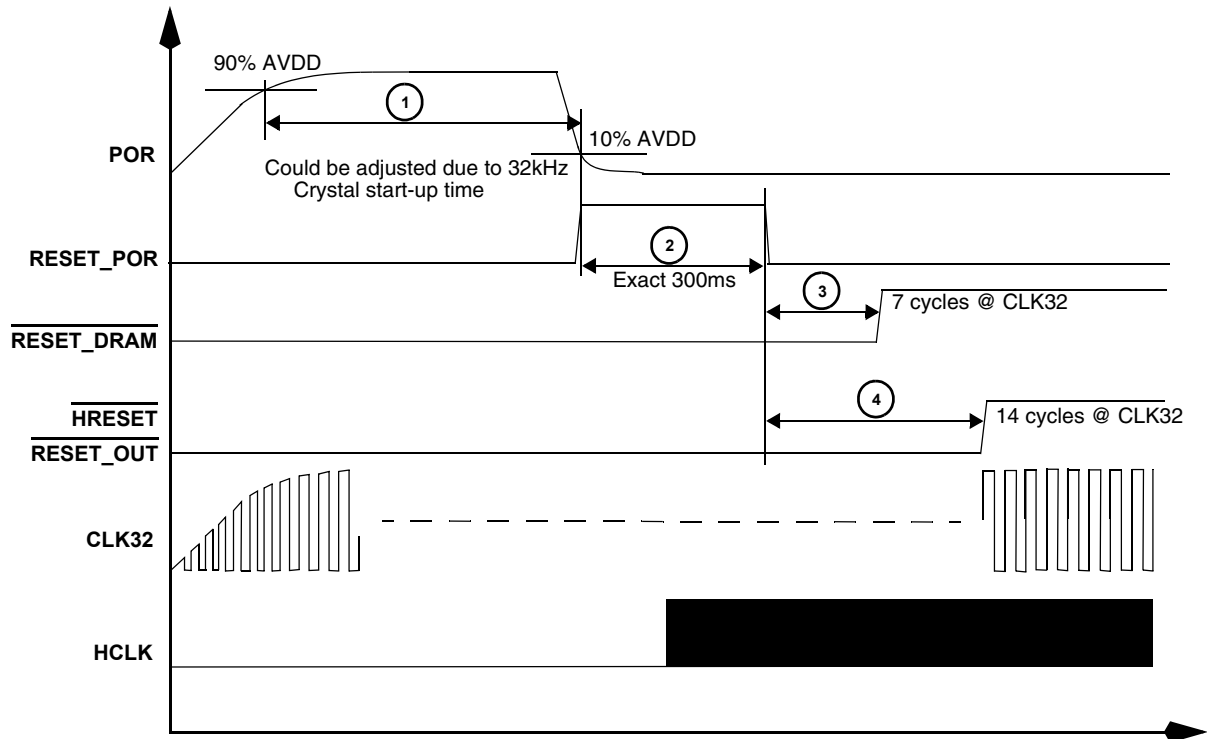 90% AVDD
1
10% AVDD
POR
Could be adjusted due to 32kHz
Crystal start-up time
2
RESET_POR
Exact 300ms
3
7 cycles @ CLK32
RESET_DRAM
4
HRESET
14 cycles @ CLK32
RESET_OUT
CLK32
HCLK